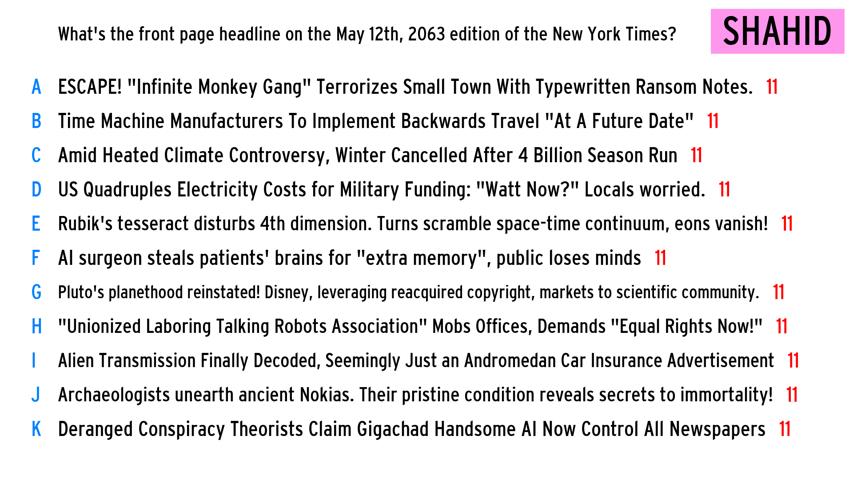 What's the front page headline on the May 12th, 2063 edition of the New York Times? SHAHID
A ESCAPE! "Infinite Monkey Gang" Terrorizes Small Town With Typewritten Ransom Notes. 11
B Time Machine Manufacturers To Implement Backwards Travel "At A Future Date" 11
C Amid Heated Climate Controversy, Winter Cancelled After 4 Billion Season Run 11
D US Quadruples Electricity Costs for Military Funding: "Watt Now?" Locals worried. 11
E Rubik's tesseract disturbs 4th dimension. Turns scramble space-time continuum, eons vanish! 11
F AI surgeon steals patients' brains for "extra memory", public loses minds 11
G Pluto's planethood reinstated! Disney, leveraging reacquired copyright, markets to scientific community. 11
H "Unionized Laboring Talking Robots Association" Mobs Offices, Demands "Equal Rights Now!" 11
I Alien Transmission Finally Decoded, Seemingly Just an Andromedan Car Insurance Advertisement 11
J Archaeologists unearth ancient Nokias. Their pristine condition reveals secrets to immortality! 11
K Deranged Conspiracy Theorists Claim Gigachad Handsome AI Now Control All Newspapers 11